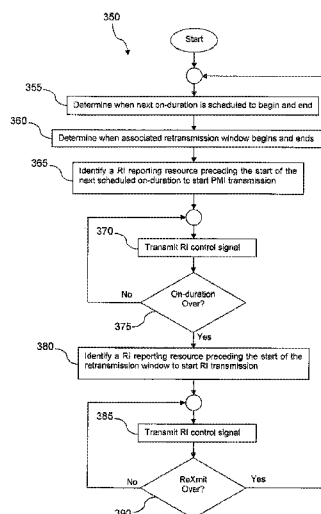 350
Start
355
Determine when next on-duration is scheduled to begin and end
360
Determine when associated retransmission window begins and ends
365
Identify a RI reporting resource preceding the start of the
next scheduled on-duration to start PMI transmission
370
Transmit RI control signal
No
On-duration
Over?
375
Yes
380
Identify a RI reporting resource preceding the start of the
retransmission window to start RI transmission
385
Transmit RI control signal
No
ReXmit
Over?
Yes
390